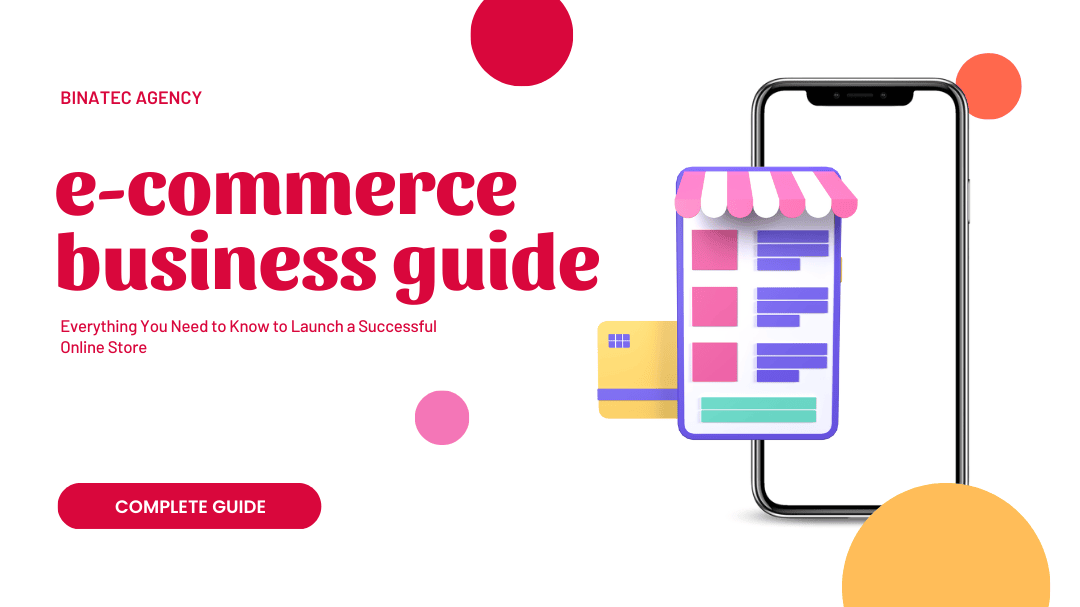 BINATEC AGENCY
e-commerce
business guide
Everything You Need to Know to Launch a Successful
Online Store
COMPLETE GUIDE